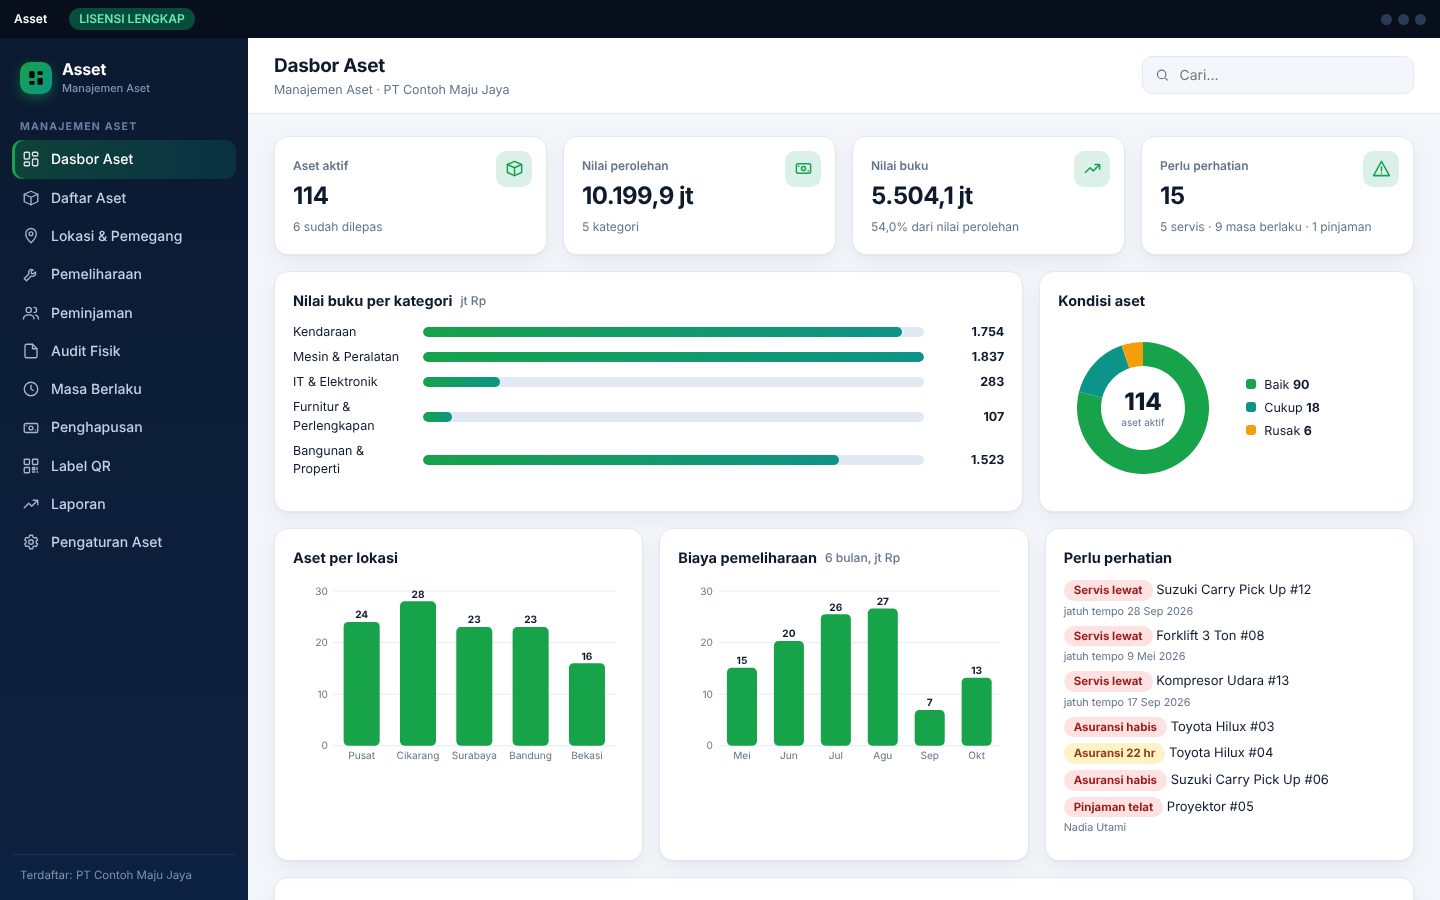 Asset
LISENSI LENGKAP
Asset
Manajemen Aset
MANAJEMEN ASET
Dasbor Aset
Daftar Aset
Lokasi & Pemegang
Pemeliharaan
Peminjaman
Audit Fisik
Masa Berlaku
Penghapusan
Label QR
Laporan
Pengaturan Aset
Terdaftar: PT Contoh Maju Jaya
Dasbor Aset
Manajemen Aset · PT Contoh Maju Jaya
Cari...
Aset aktif
114
6 sudah dilepas
Nilai perolehan
10.199,9 jt
5 kategori
Nilai buku
5.504,1 jt
54,0% dari nilai perolehan
Perlu perhatian
15
5 servis · 9 masa berlaku · 1 pinjaman
Nilai buku per kategori jt Rp
Kendaraan 1.754
Mesin & Peralatan 1.837
IT & Elektronik 283
Furnitur &
Perlengkapan 107
Bangunan &
Properti 1.523
Kondisi aset
114
aset aktif
Baik 90
Cukup 18
Rusak 6
Aset per lokasi
30
20
10
0
24
28
23
23
16
Pusat Cikarang Surabaya Bandung Bekasi
Biaya pemeliharaan 6 bulan, jt Rp
30
20
10
0
15
20
26
27
7
13
Mei Jun Jul Agu Sep Okt
Perlu perhatian
Servis lewat Suzuki Carry Pick Up #12
jatuh tempo 28 Sep 2026
Servis lewat Forklift 3 Ton #08
jatuh tempo 9 Mei 2026
Servis lewat Kompresor Udara #13
jatuh tempo 17 Sep 2026
Asuransi habis Toyota Hilux #03
Asuransi 22 hr Toyota Hilux #04
Asuransi habis Suzuki Carry Pick Up #06
Pinjaman telat Proyektor #05
Nadia Utami